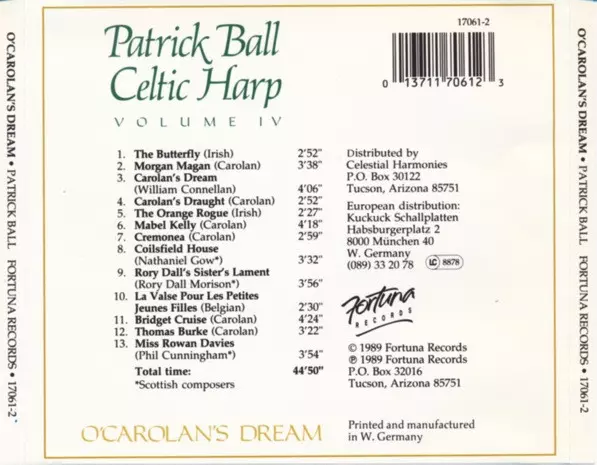 O'CAROLAN'S DREAM • PATRICK BALL FORTUNA RECORDS • 17061-2
Patrick Ball
Celtic Harp
VOLUME IV
17061-2
0 13711 70612 3
1. The Butterfly (Irish) 2'52"
2. Morgan Magan (Carolan) 3'38"
3. Carolan's Dream
(William Connellan) 4'06"
4. Carolan's Draught (Carolan) 2'52"
5. The Orange Rogue (Irish) 2'27"
6. Mabel Kelly (Carolan) 4'18"
7. Cremonea (Carolan) 2'59"
8. Coilsfield House
(Nathaniel Gow*) 3'32"
9. Rory Dall's Sister's Lament
(Rory Dall Morison*) 3'56"
10. La Valse Pour Les Petites
Jeunes Filles (Belgian) 2'30"
11. Bridget Cruise (Carolan) 4'24"
12. Thomas Burke (Carolan) 3'22"
13. Miss Rowan Davies
(Phil Cunningham*) 3'54"
Total time: 44'50"
*Scottish composers
Distributed by
Celestial Harmonies
P.O. Box 30122
Tucson, Arizona 85751
European distribution:
Kuckuck Schallplatten
Habsburgerplatz 2
8000 München 40
W. Germany
(089) 33 20 78 LC 8878
Fortuna
RECORDS
© 1989 Fortuna Records
℗ 1989 Fortuna Records
P.O. Box 32016
Tucson, Arizona 85751
O'CAROLAN'S DREAM
Printed and manufactured
in W. Germany
O'CAROLAN'S DREAM • PATRICK BALL FORTUNA RECORDS • 17061-2